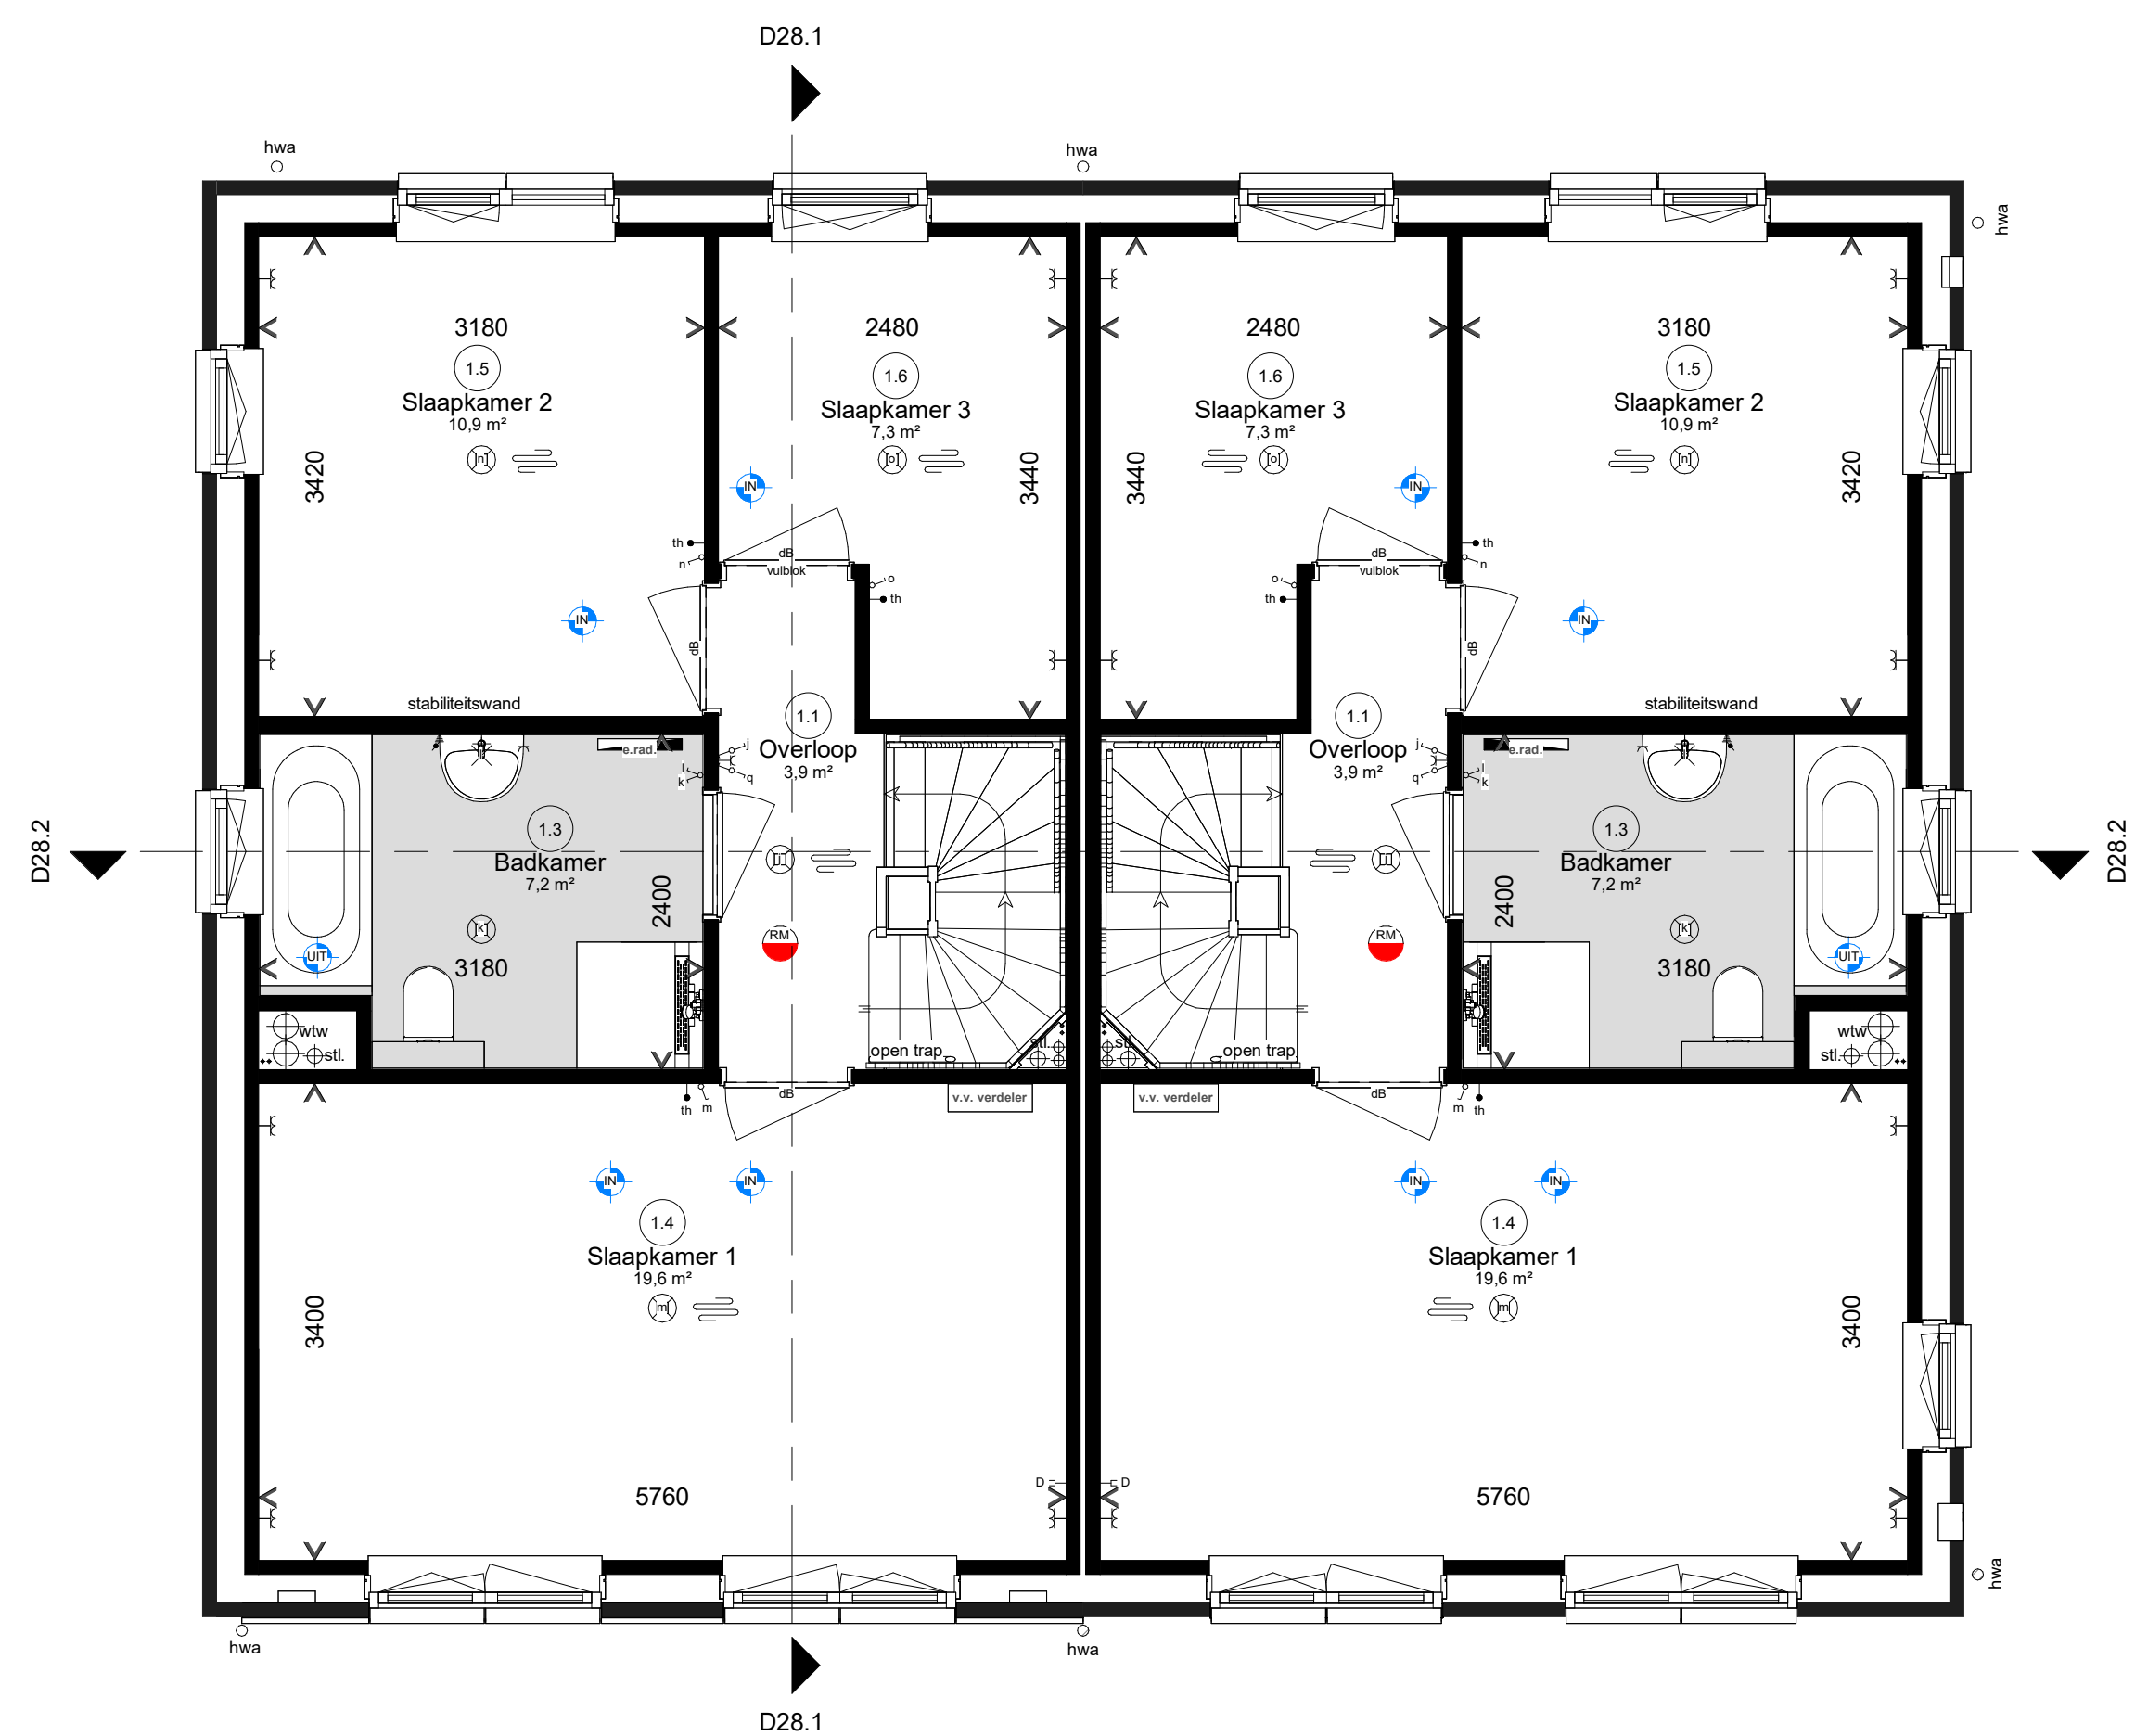 D28.1
hwa
hwa
hwa
3180
2480
2480
3180
1.5
1.6
1.6
1.5
Slaapkamer 2
10,9 m²
Slaapkamer 3
7,3 m²
Slaapkamer 3
7,3 m²
Slaapkamer 2
10,9 m²
n
o
o
n
3420
3440
3440
3420
IN
IN
th
n
dB
vulblok
dB
vulblok
th
n
o
th
o
th
IN
IN
dB
dB
stabiliteitswand
stabiliteitswand
1.1
Overloop
3,9 m²
1.1
Overloop
3,9 m²
e.rad.
j
l
k
q
j
q
l
k
e.rad.
D28.2
1.3
Badkamer
7,2 m²
1.3
Badkamer
7,2 m²
D28.2
j
j
2400
2400
k
k
RM
RM
UIT
3180
3180
UIT
wtw
stl.
open trap
stl.
stl.
open trap
wtw
stl.
th
m
dB
v.v. verdeler
v.v. verdeler
dB
m
th
IN
IN
IN
IN
1.4
Slaapkamer 1
19,6 m²
1.4
Slaapkamer 1
19,6 m²
m
m
3400
3400
D
D
5760
5760
hwa
hwa
hwa
D28.1